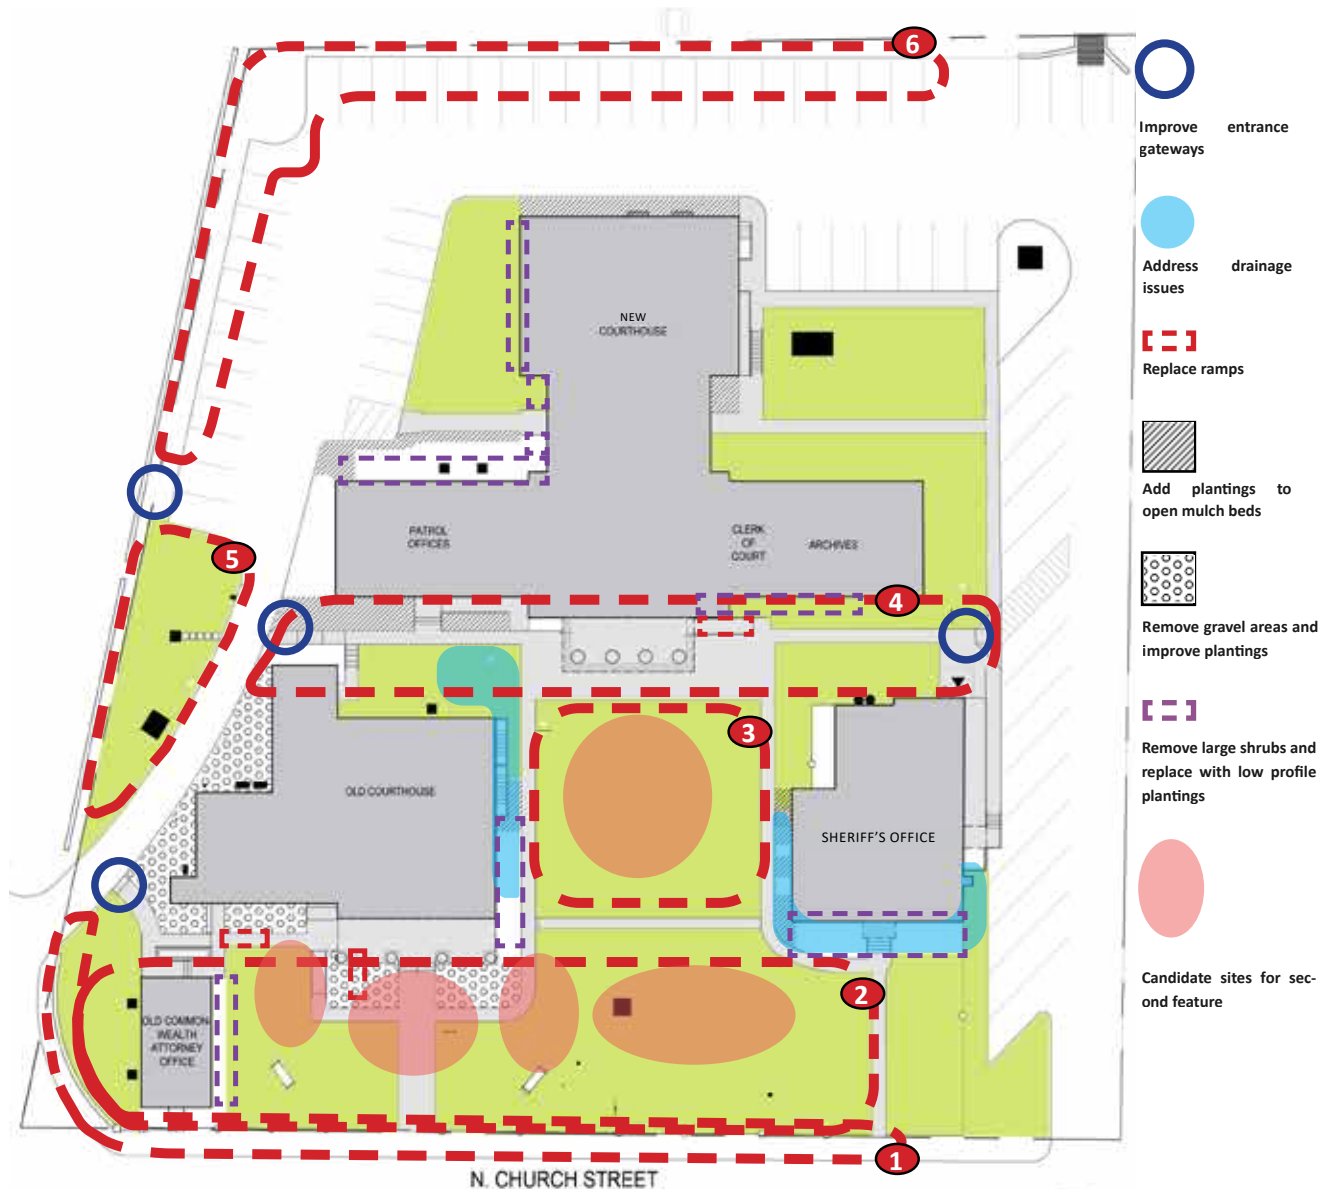 6
Improve entrance
gateways
Address drainage
issues
NEW
COURTHOUSE
Replace ramps
Add plantings to
open mulch beds
PATROL
OFFICES
CLERK
OF
COURT
ARCHIVES
5
4
Remove gravel areas and
improve plantings
3
Remove large shrubs and
replace with low profile
plantings
OLD COURTHOUSE
SHERIFF'S OFFICE
2
Candidate sites for sec-
ond feature
OLD COMMON-
WEALTH
ATTORNEY
OFFICE
1
N. CHURCH STREET